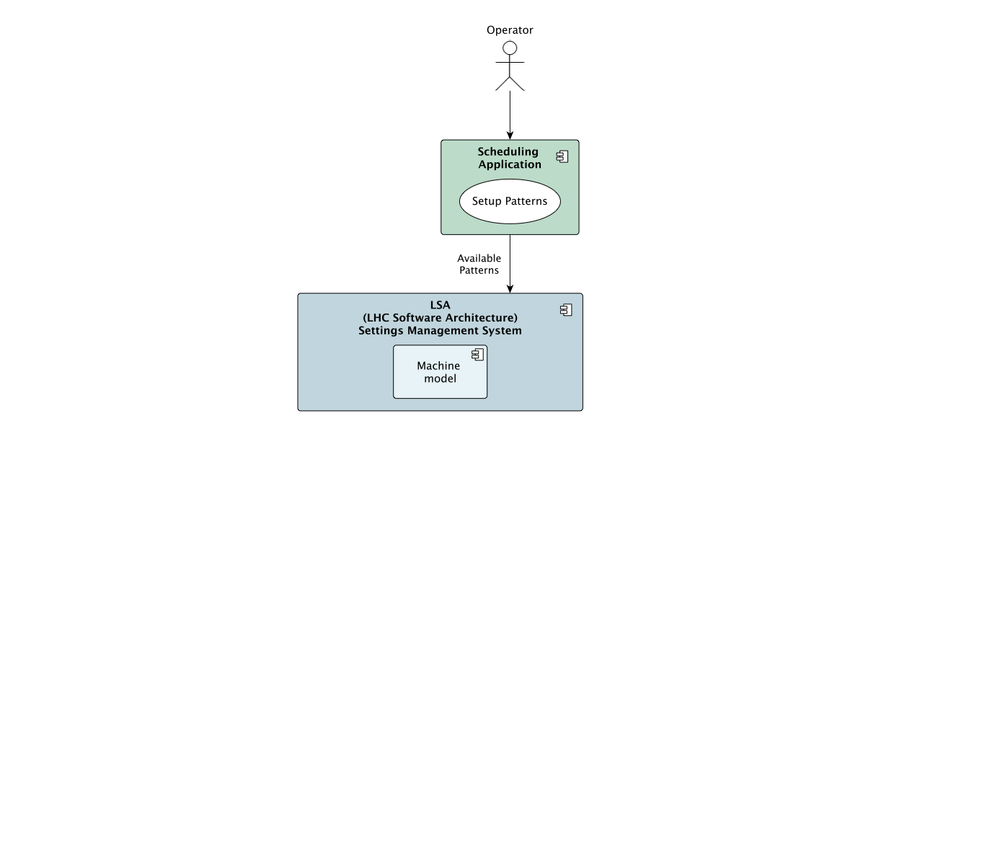 Operator
Scheduling
Application
Setup Patterns
Available
Patterns
LSA
(LHC Software Architecture)
Settings Management System
Machine
model